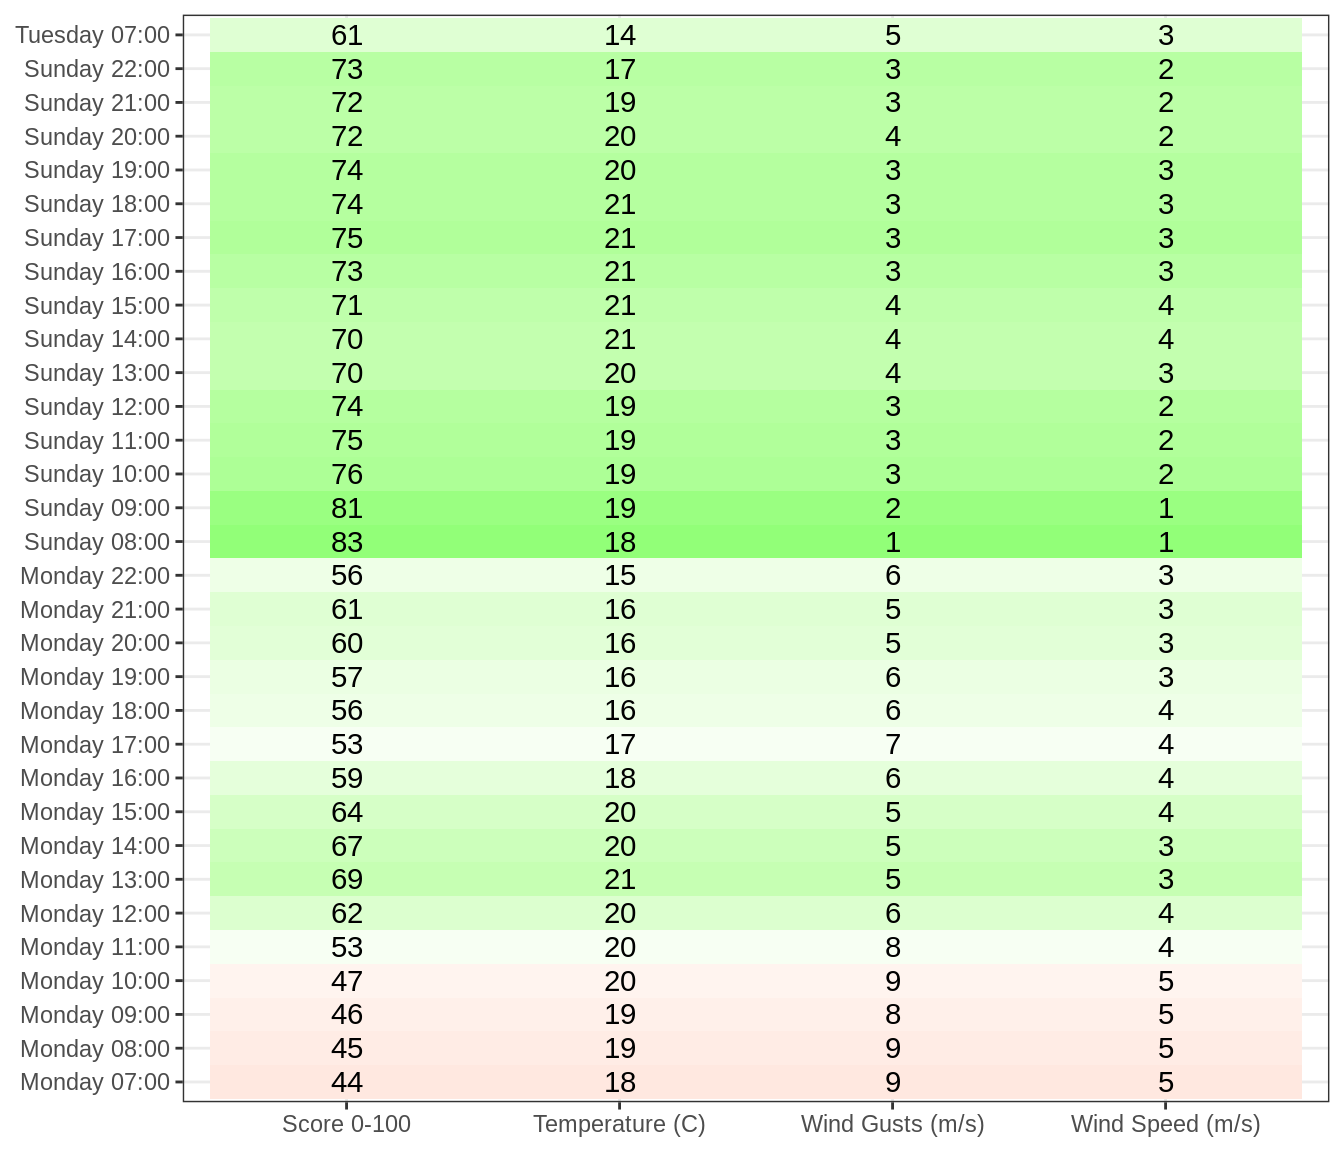 Tuesday 07:00 61 14 5 3
Sunday 22:00 73 17 3 2
Sunday 21:00 72 19 3 2
Sunday 20:00 72 20 4 2
Sunday 19:00 74 20 3 3
Sunday 18:00 74 21 3 3
Sunday 17:00 75 21 3 3
Sunday 16:00 73 21 3 3
Sunday 15:00 71 21 4 4
Sunday 14:00 70 21 4 4
Sunday 13:00 70 20 4 3
Sunday 12:00 74 19 3 2
Sunday 11:00 75 19 3 2
Sunday 10:00 76 19 3 2
Sunday 09:00 81 19 2 1
Sunday 08:00 83 18 1 1
Monday 22:00 56 15 6 3
Monday 21:00 61 16 5 3
Monday 20:00 60 16 5 3
Monday 19:00 57 16 6 3
Monday 18:00 56 16 6 4
Monday 17:00 53 17 7 4
Monday 16:00 59 18 6 4
Monday 15:00 64 20 5 4
Monday 14:00 67 20 5 3
Monday 13:00 69 21 5 3
Monday 12:00 62 20 6 4
Monday 11:00 53 20 8 4
Monday 10:00 47 20 9 5
Monday 09:00 46 19 8 5
Monday 08:00 45 19 9 5
Monday 07:00 44 18 9 5
Score 0-100 Temperature (C) Wind Gusts (m/s) Wind Speed (m/s)